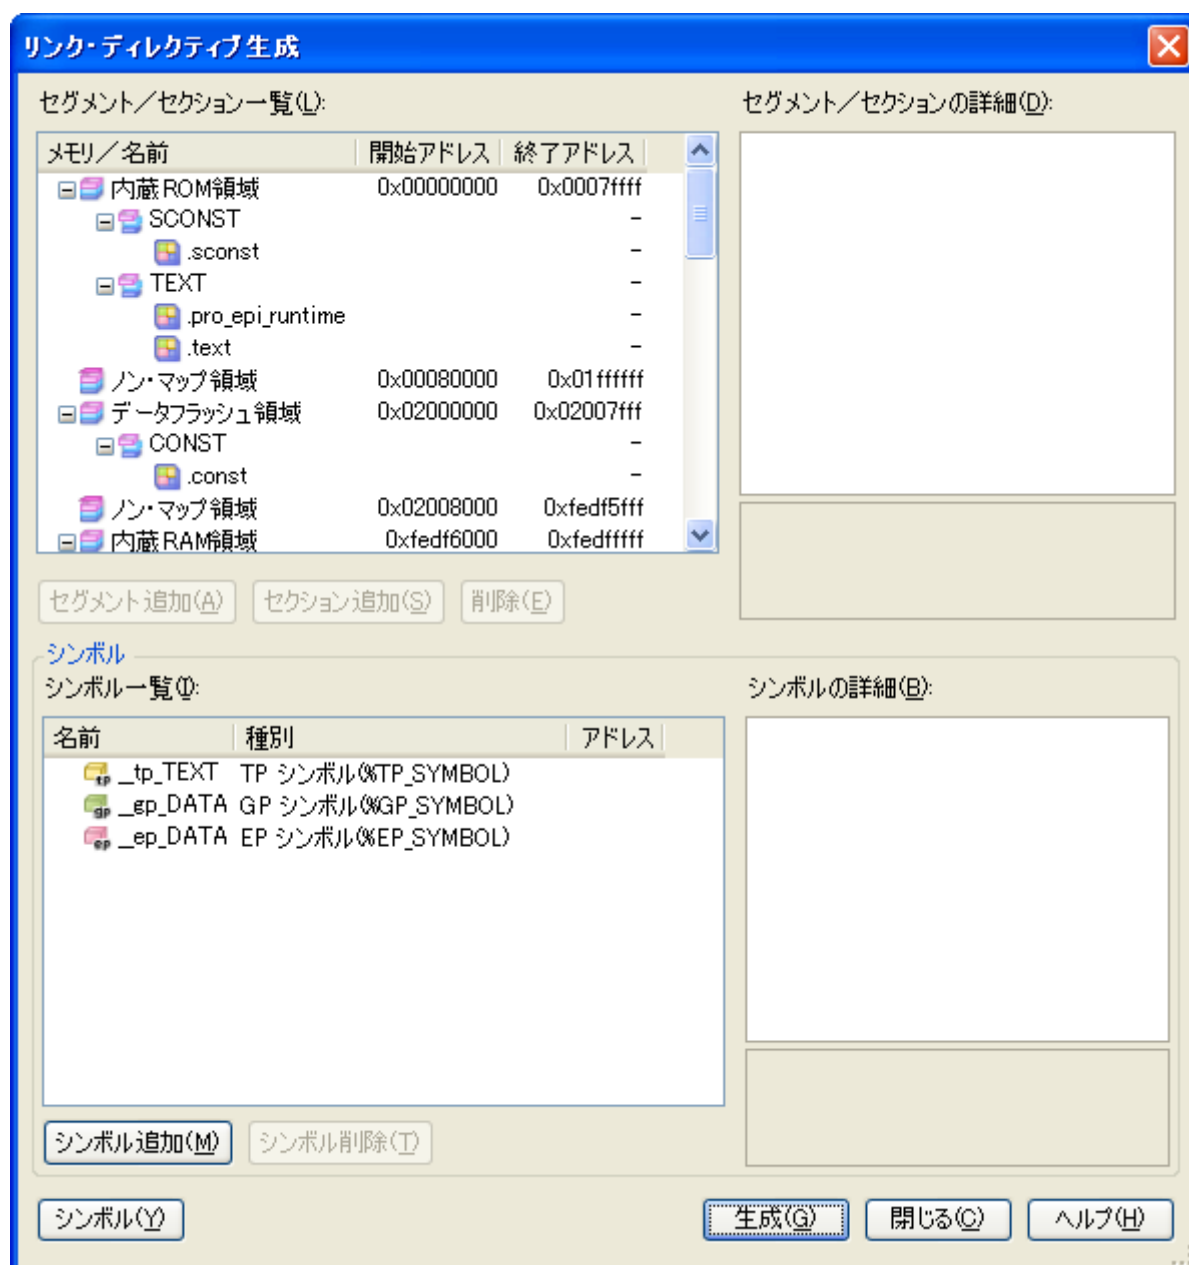 リンク・ディレクティブ生成
セグメント／セクション一覧(L):
メモリ／名前 開始アドレス 終了アドレス
内蔵ROM領域 0x00000000 0x0007ffff
SCONST -
.sconst -
TEXT -
.pro_epi_runtime -
.text -
ノン・マップ領域 0x00080000 0x01ffffff
データフラッシュ領域 0x02000000 0x02007fff
CONST -
.const -
ノン・マップ領域 0x02008000 0xfedf5fff
内蔵RAM領域 0xfedf6000 0xfedfffff
セグメント追加(A) セクション追加(S) 削除(E)
セグメント／セクションの詳細(D):
シンボル
シンボル一覧(I):
名前 種別 アドレス
tp _tp_TEXT TP シンボル(%TP_SYMBOL)
gp _gp_DATA GP シンボル(%GP_SYMBOL)
ep _ep_DATA EP シンボル(%EP_SYMBOL)
シンボル追加(M) シンボル削除(T)
シンボルの詳細(B):
シンボル(Y) 生成(G) 閉じる(C) ヘルプ(H)